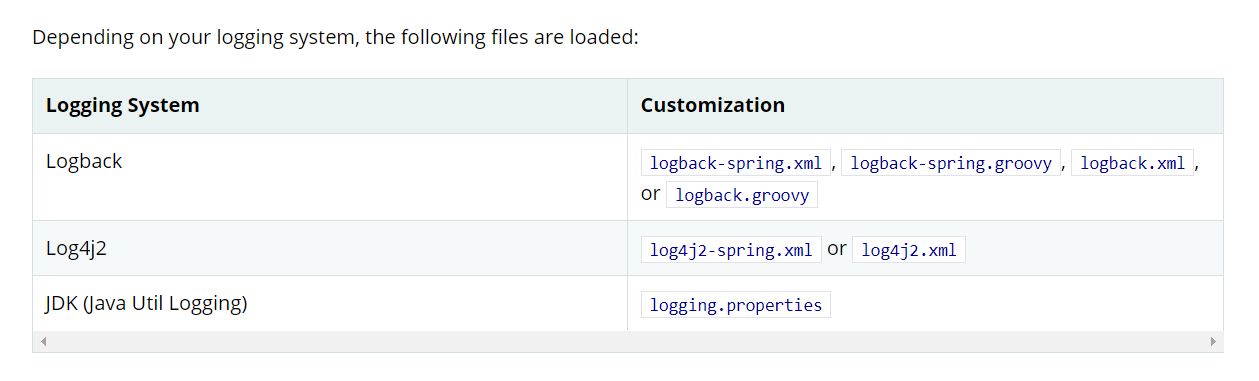 Depending on your logging system, the following files are loaded:
Logging System
Customization
Logback
logback-spring.xml, logback-spring.groovy, logback.xml,
or logback.groovy
Log4j2
log4j2-spring.xml or log4j2.xml
JDK (Java Util Logging)
logging.properties